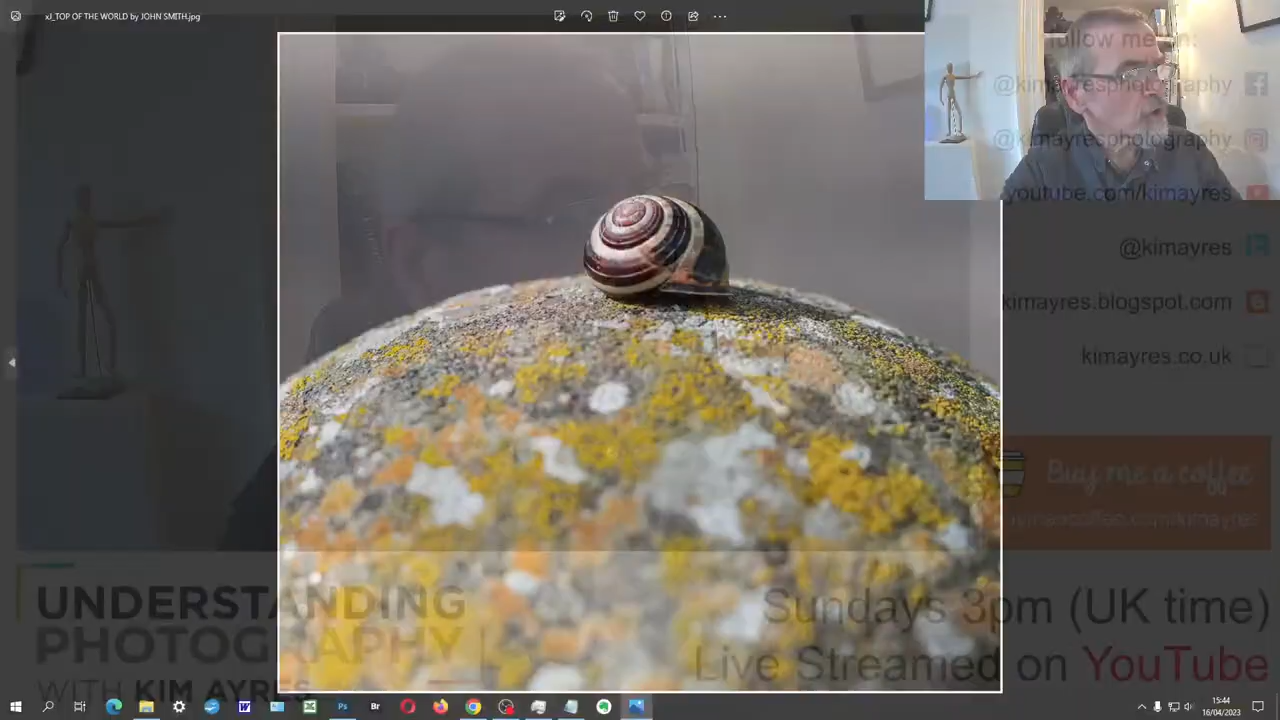 xJ_TOP OF THE WORLD by JOHN SMITH.jpg
follow me on:
@kimayresphotography
@kimayresphotography
youtube.com/kimayres
@kimayres
kimayres.blogspot.com
kimayres.co.uk
Buy me a coffee
UNDERSTANDING
PHOTOGRAPHY
WITH KIM AYRES
Sundays 3pm (UK time)
Live Streamed on YouTube
15:44
16/04/2023